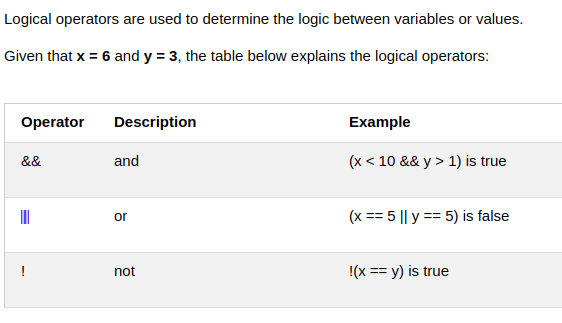 Logical operators are used to determine the logic between variables or values.
Given that x = 6 and y = 3, the table below explains the logical operators:
Operator Description Example
&& and (x < 10 && y > 1) is true
|| or (x == 5 || y == 5) is false
! not !(x == y) is true